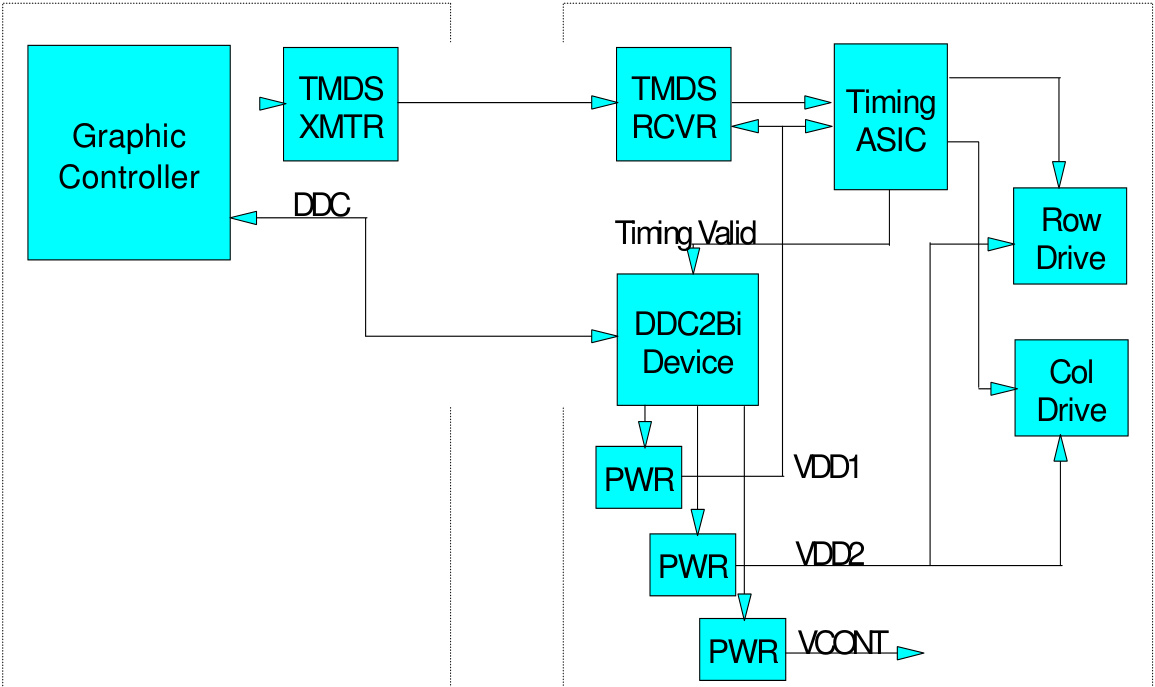 Graphic
Controller
TMDS
XMTR
TMDS
RCVR
Timing
ASIC
DDC
Timing Valid
Row
Drive
DDC2Bi
Device
Col
Drive
PWR
VDD1
PWR
VDD2
PWR
VCONT